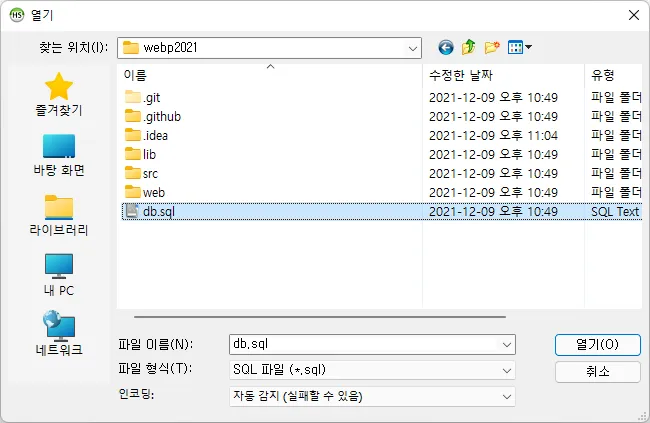 HS 열기
찾는 위치(I): webp2021
이름 수정한 날짜 유형
.git 2021-12-09 오후 10:49 파일 폴더
.github 2021-12-09 오후 10:49 파일 폴더
.idea 2021-12-09 오후 11:04 파일 폴더
lib 2021-12-09 오후 10:49 파일 폴더
src 2021-12-09 오후 10:49 파일 폴더
web 2021-12-09 오후 10:49 파일 폴더
db.sql 2021-12-09 오후 10:49 SQL Text
즐겨찾기
바탕 화면
라이브러리
내 PC
네트워크
파일 이름(N): db.sql 열기(O)
파일 형식(T): SQL 파일 (*.sql) 취소
인코딩: 자동 감지 (실패할 수 있음)